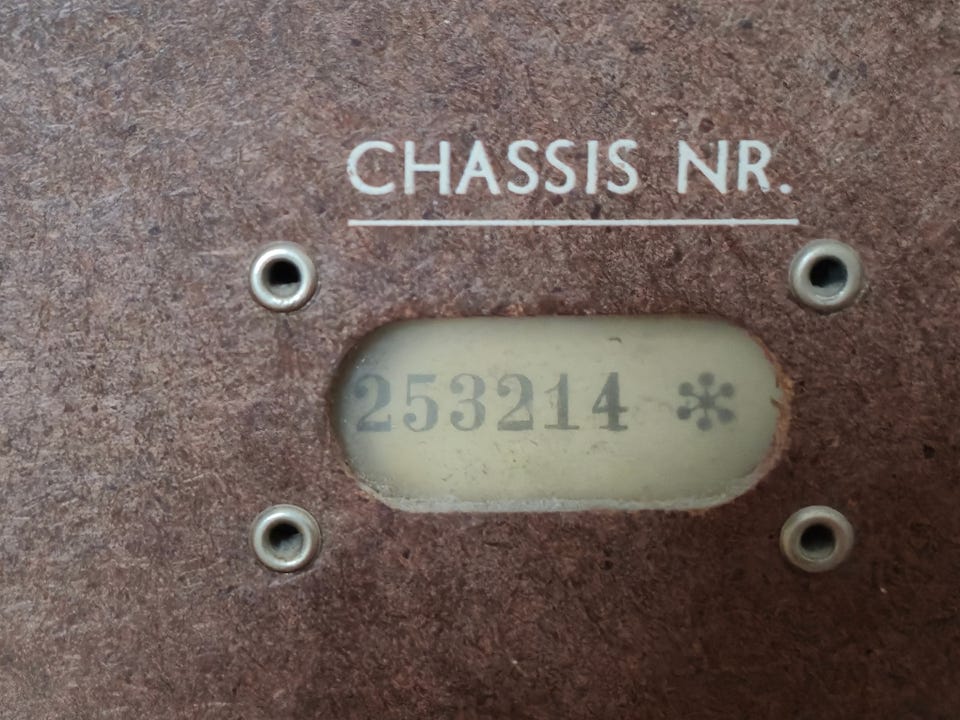 CHASSIS NR.
253214 *